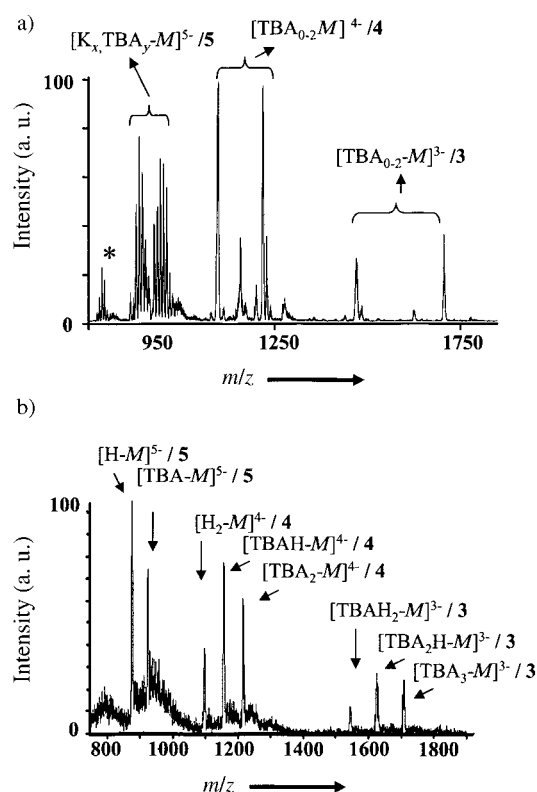 a)
[Kx,TBAy-M]5-/5
[TBA0-2M] 4-/4
[TBA0-2-M]3-/3
Intensity (a. u.)
100
*
0
950
1250
1750
m/z
b)
[H-M]5-/ 5
[TBA-M]5-/ 5
[H2-M]4-/ 4
[TBAH-M]4-/ 4
[TBA2-M]4-/ 4
[TBAH2-M]3-/ 3
[TBA2H-M]3-/ 3
[TBA3-M]3-/ 3
Intensity (a. u.)
100
0
800
1000
1200
1400
1600
1800
m/z